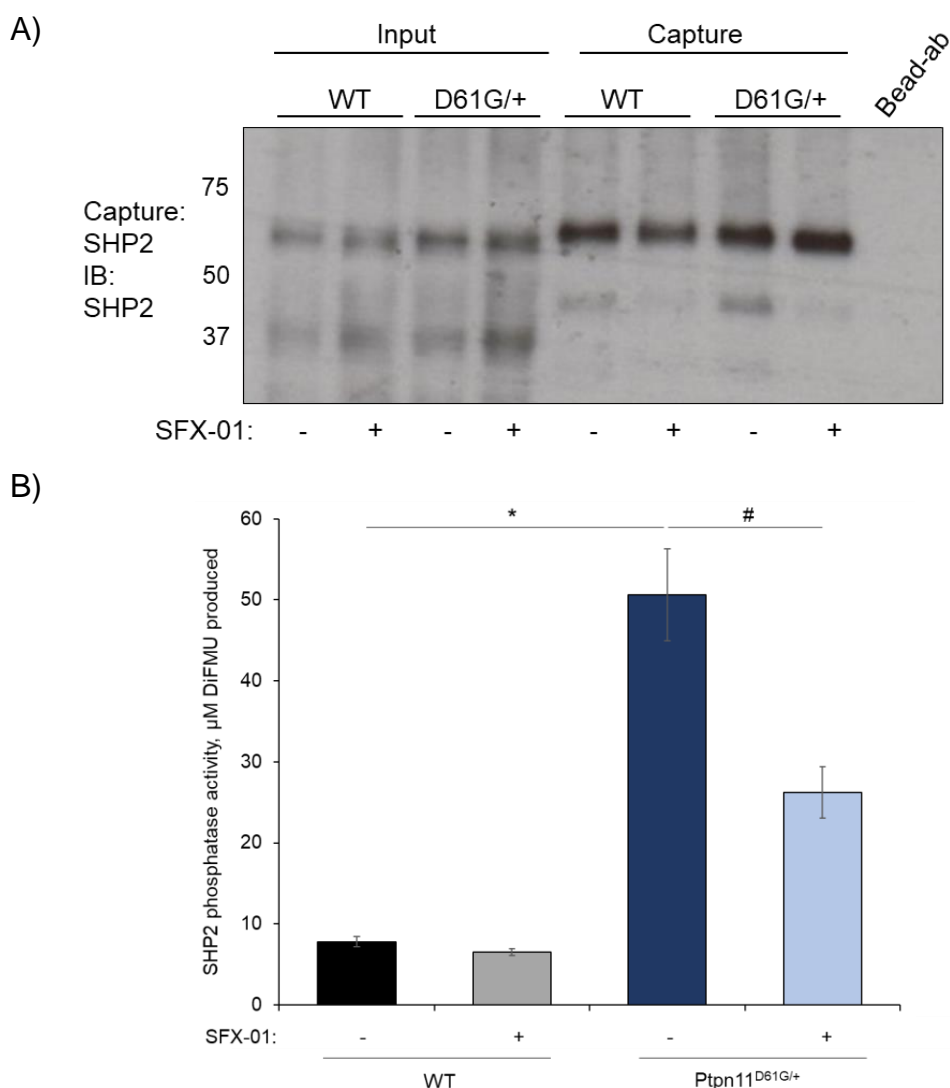 A)
Input Capture
WT D61G/+ WT D61G/+ Bead-ab
75
Capture:
SHP2
50
IB:
SHP2
37
SFX-01: - + - + - + - +
B)
* #
60
50
40
30
20
10
0
SHP2 phosphatase activity, µM DiFMU produced
SFX-01: - + - +
WT Ptpn11D61G/+